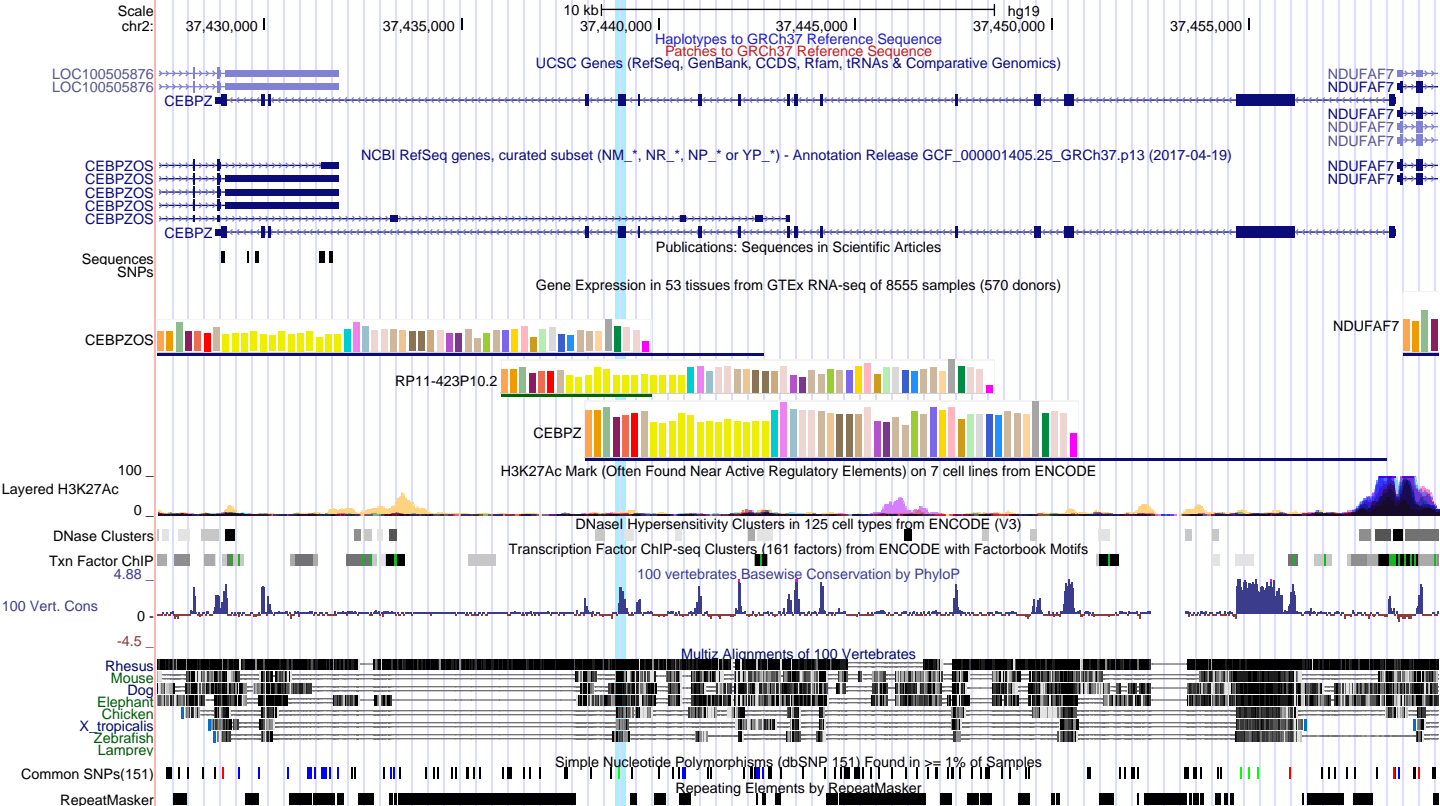 Scale 10 kb hg19
chr2: 37,430,000 37,435,000 37,440,000 37,445,000 37,450,000 37,455,000
Haplotypes to GRCh37 Reference Sequence
Patches to GRCh37 Reference Sequence
UCSC Genes (RefSeq, GenBank, CCDS, Rfam, tRNAs & Comparative Genomics)
LOC100505876 NDUFAF7
LOC100505876 NDUFAF7
CEBPZ
NDUFAF7
NDUFAF7
NDUFAF7
NCBI RefSeq genes, curated subset (NM_*, NR_*, NP_* or YP_*) - Annotation Release GCF_000001405.25_GRCh37.p13 (2017-04-19)
CEBPZOS NDUFAF7
CEBPZOS NDUFAF7
CEBPZOS
CEBPZOS
CEBPZOS
CEBPZ
Publications: Sequences in Scientific Articles
Sequences
SNPs
Gene Expression in 53 tissues from GTEx RNA-seq of 8555 samples (570 donors)
CEBPZOS NDUFAF7
RP11-423P10.2
CEBPZ
H3K27Ac Mark (Often Found Near Active Regulatory Elements) on 7 cell lines from ENCODE
100 _
Layered H3K27Ac
0 _
DNaseI Hypersensitivity Clusters in 125 cell types from ENCODE (V3)
DNase Clusters
Transcription Factor ChIP-seq Clusters (161 factors) from ENCODE with Factorbook Motifs
Txn Factor ChIP
100 vertebrates Basewise Conservation by PhyloP
4.88 _
100 Vert. Cons
0 -
-4.5 _
Multiz Alignments of 100 Vertebrates
Rhesus
Mouse
Dog
Elephant
Chicken
X_tropicalis
Zebrafish
Lamprey
Simple Nucleotide Polymorphisms (dbSNP 151) Found in >= 1% of Samples
Common SNPs(151)
Repeating Elements by RepeatMasker
RepeatMasker